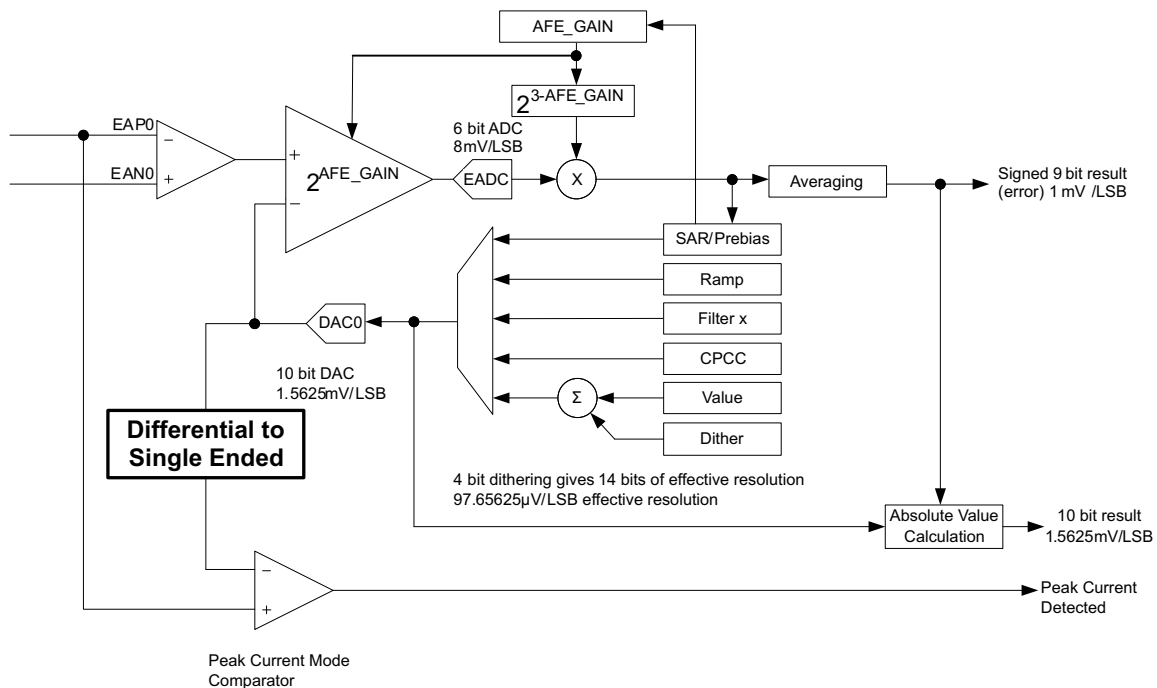 AFE_GAIN
2^3-AFE_GAIN
6 bit ADC
8mV/LSB
EAP0
EAN0
−
+
+
−
2^AFE_GAIN
EADC
X
Averaging
Signed 9 bit result
(error) 1 mV /LSB
SAR/Prebias
Ramp
Filter x
CPCC
Value
Dither
Σ
DAC0
10 bit DAC
1.5625mV/LSB
Differential to
Single Ended
4 bit dithering gives 14 bits of effective resolution
97.65625μV/LSB effective resolution
Absolute Value
Calculation
10 bit result
1.5625mV/LSB
−
+
Peak Current
Detected
Peak Current Mode
Comparator